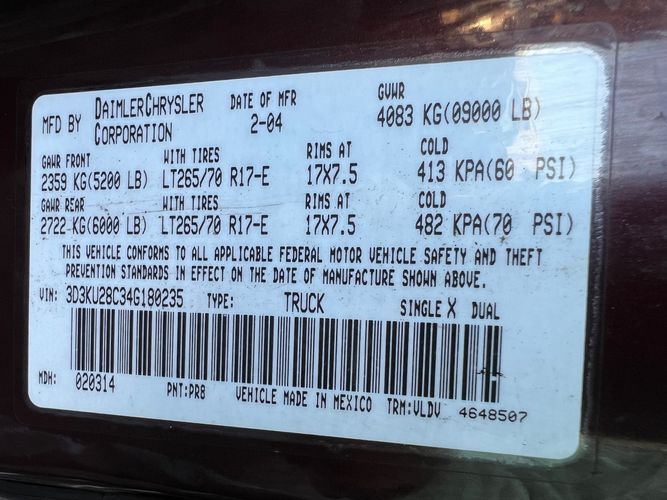 MFD BY DAIMLERCHRYSLER CORPORATION DATE OF MFR 2-04 GVWR 4083 KG(09000 LB)
GAWR FRONT WITH TIRES RIMS AT COLD
2359 KG(5200 LB) LT265/70 R17-E 17X7.5 413 KPA(60 PSI)
GAWR REAR WITH TIRES RIMS AT COLD
2722 KG(6000 LB) LT265/70 R17-E 17X7.5 482 KPA(70 PSI)
THIS VEHICLE CONFORMS TO ALL APPLICABLE FEDERAL MOTOR VEHICLE SAFETY AND THEFT
PREVENTION STANDARDS IN EFFECT ON THE DATE OF MANUFACTURE SHOWN ABOVE.
VIN: 3D3KU28C34G180235 TYPE: TRUCK SINGLE X DUAL
MDH: 020314 PNT:PR8 VEHICLE MADE IN MEXICO TRM:VLDV 4648507